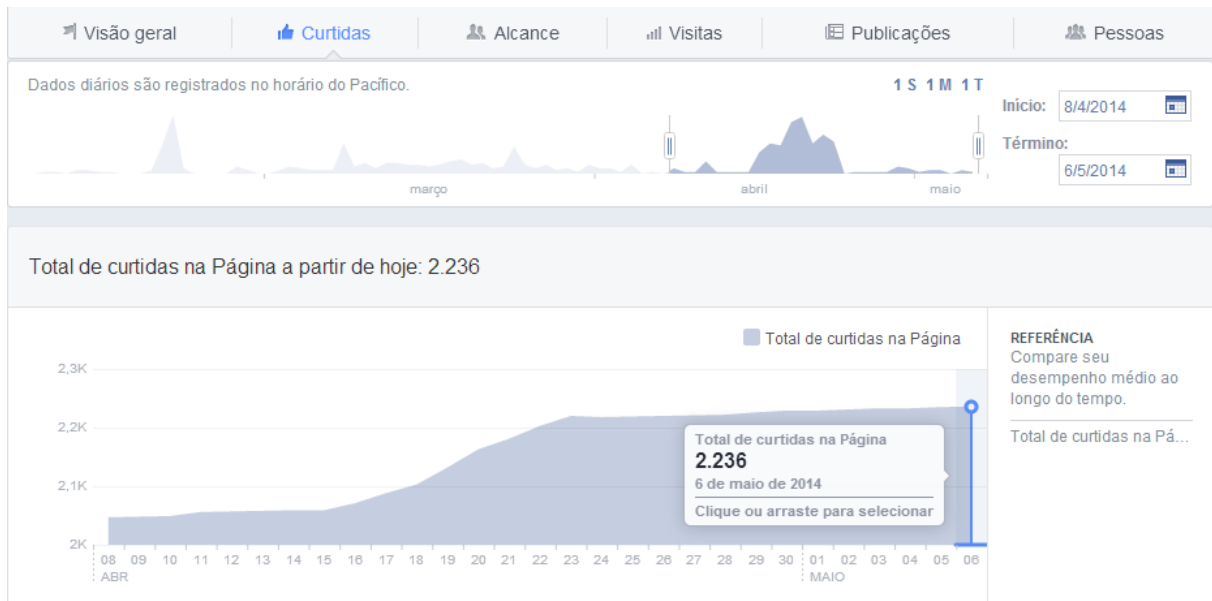 Visão geral
Curtidas
Alcance
Visitas
Publicações
Pessoas
Dados diários são registrados no horário do Pacífico.
1 S 1 M 1 T
Início: 8/4/2014
Término:
6/5/2014
março abril maio
Total de curtidas na Página a partir de hoje: 2.236
Total de curtidas na Página
REFERÊNCIA
Compare seu
desempenho médio ao
longo do tempo.
Total de curtidas na Pá...
2,3K
2,2K
2,1K
2K
Total de curtidas na Página
2.236
6 de maio de 2014
Clique ou arraste para selecionar
08 09 10 11 12 13 14 15 16 17 18 19 20 21 22 23 24 25 26 27 28 29 30 01 02 03 04 05 06
ABR MAIO